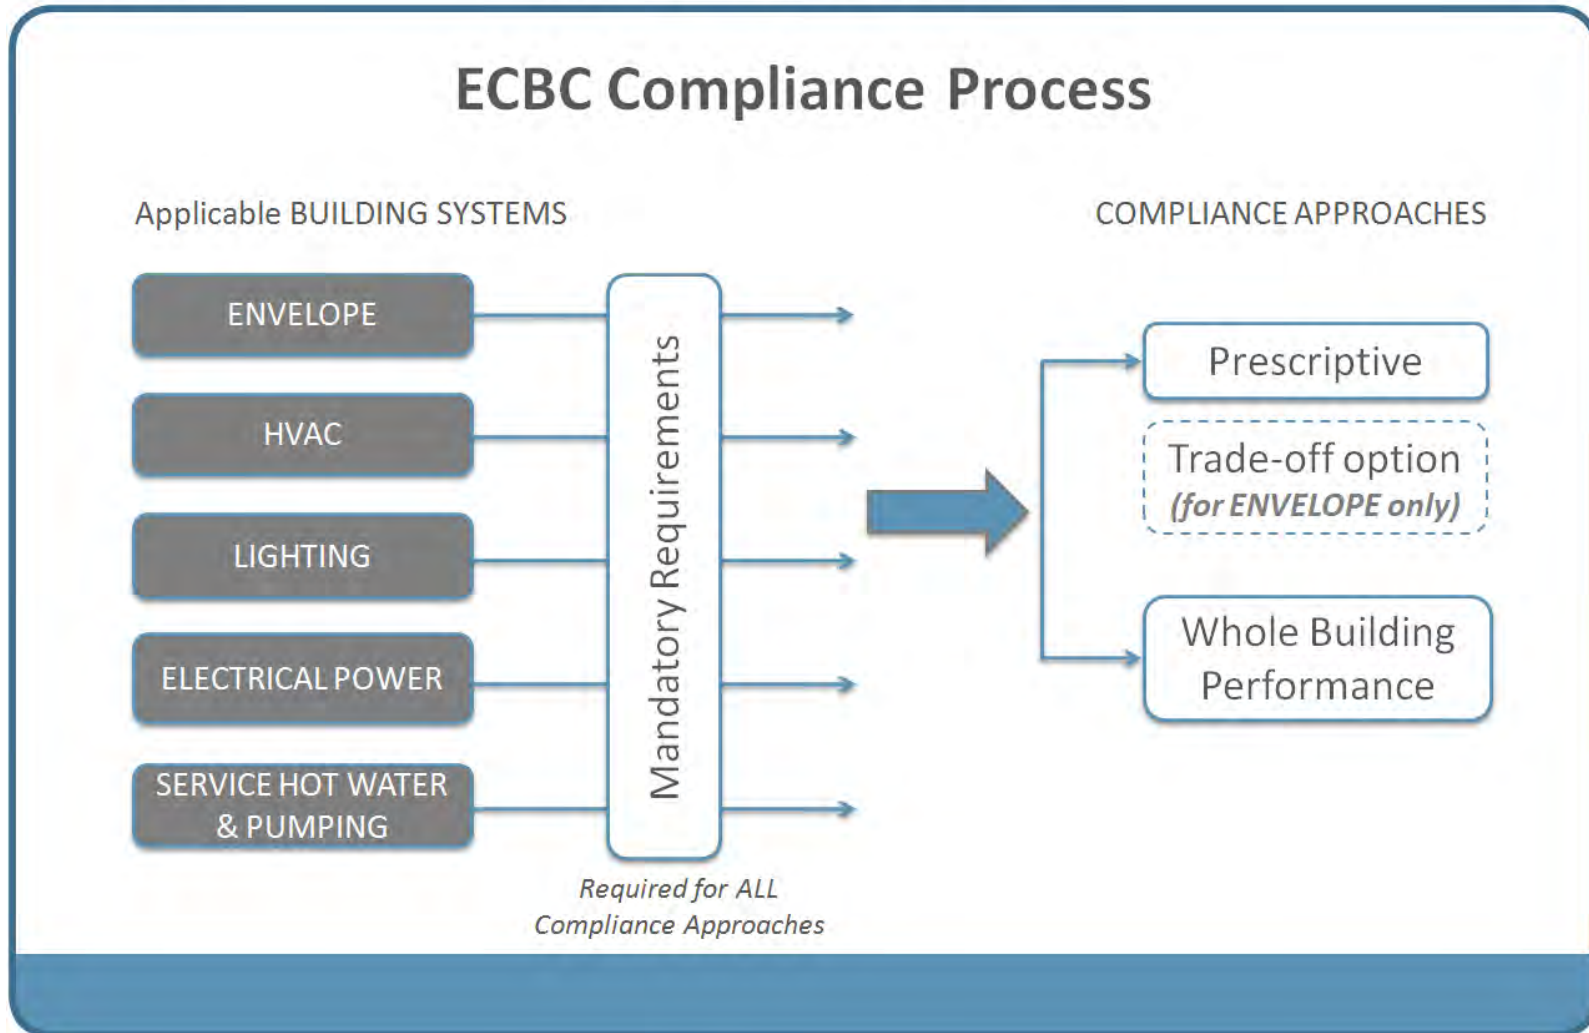 ECBC Compliance Process
Applicable BUILDING SYSTEMS
COMPLIANCE APPROACHES
ENVELOPE
HVAC
LIGHTING
ELECTRICAL POWER
SERVICE HOT WATER
& PUMPING
Mandatory Requirements
Required for ALL
Compliance Approaches
Prescriptive
Trade-off option
(for ENVELOPE only)
Whole Building
Performance